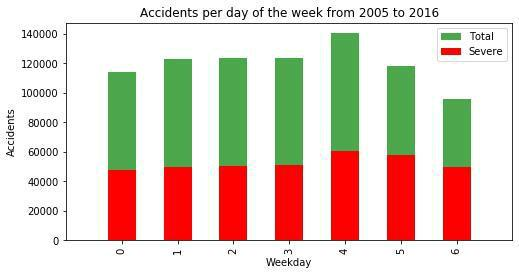 Accidents per day of the week from 2005 to 2016
Total
Severe
140000
120000
100000
80000
60000
40000
20000
0
Accidents
0 1 2 3 4 5 6
Weekday